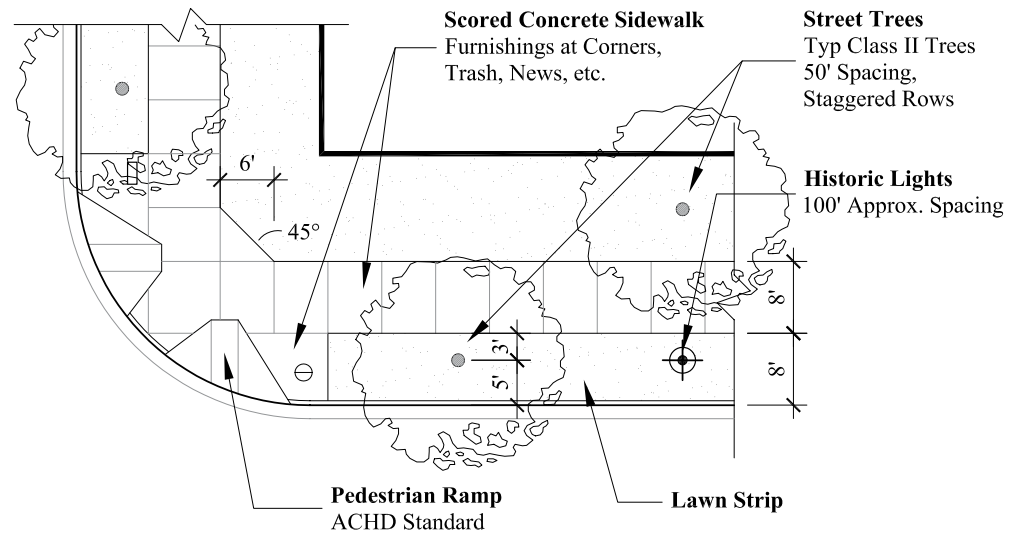 Scored Concrete Sidewalk
Furnishings at Corners,
Trash, News, etc.
Street Trees
Typ Class II Trees
50' Spacing,
Staggered Rows
6'
45°
Historic Lights
100' Approx. Spacing
8'
3'
5'
8'
Pedestrian Ramp
ACHD Standard
Lawn Strip